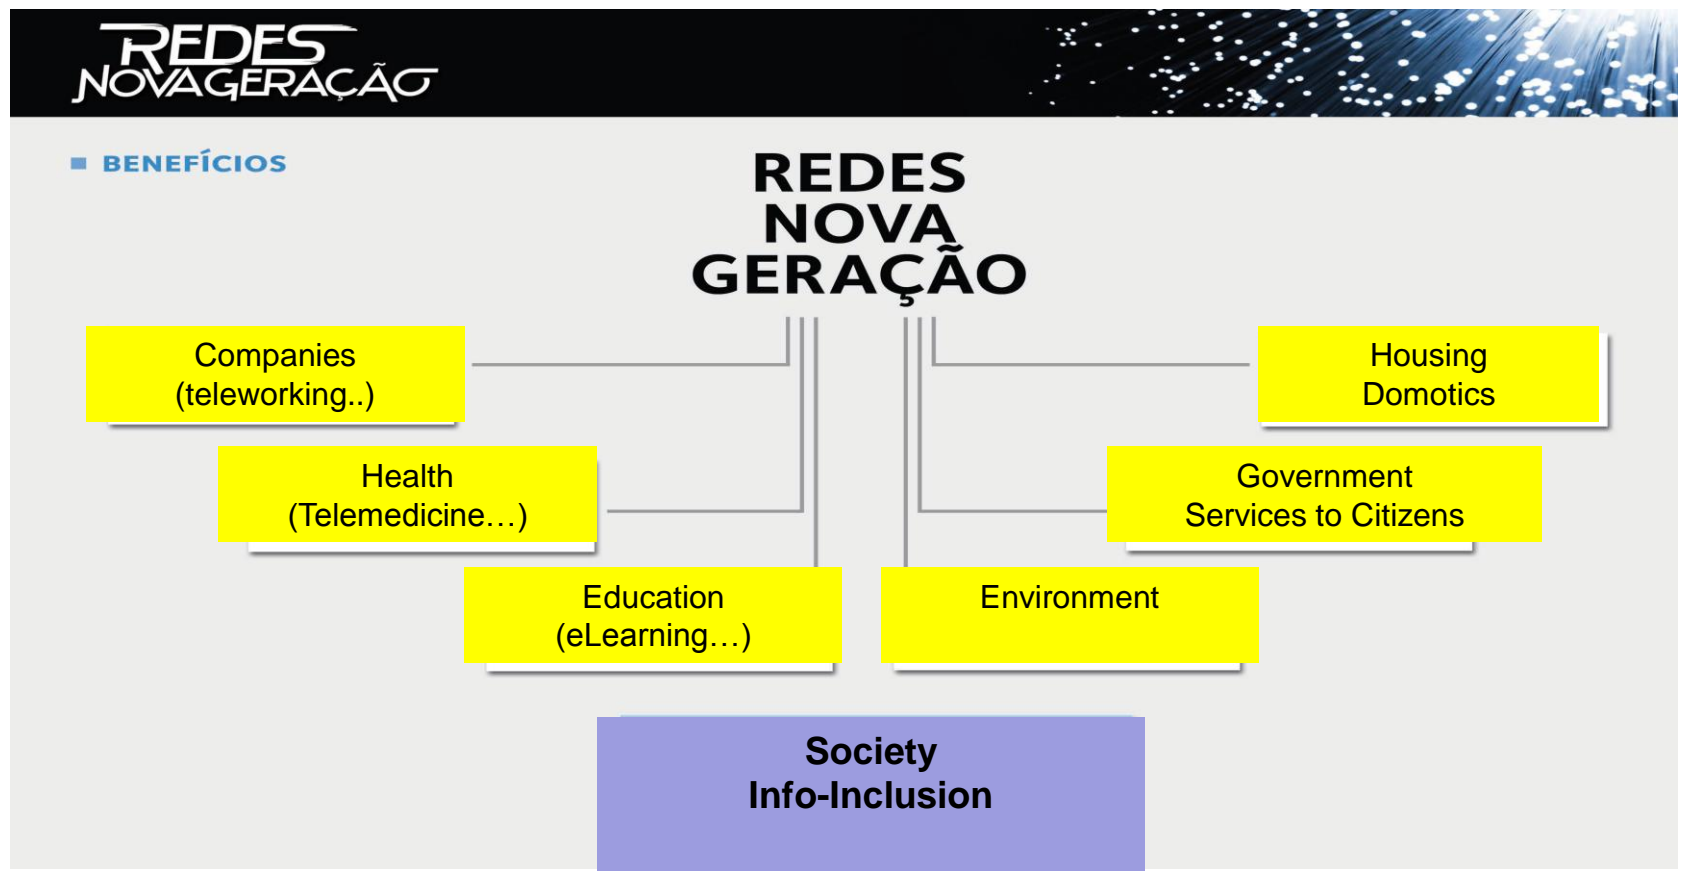 REDES
NOVAGERAÇÃO
BENEFÍCIOS
REDES
NOVA
GERAÇÃO
Companies
(teleworking..)
Housing
Domotics
Health
(Telemedicine…)
Government
Services to Citizens
Education
(eLearning…)
Environment
Society
Info-Inclusion